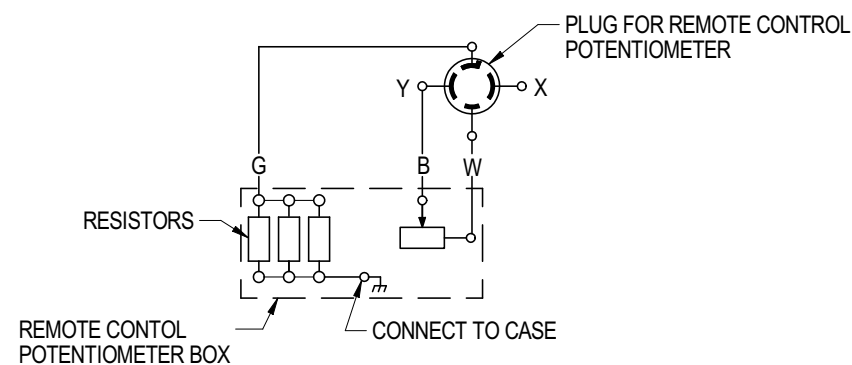 PLUG FOR REMOTE CONTROL
POTENTIOMETER
Y
X
G
B
W
RESISTORS
REMOTE CONTOL
POTENTIOMETER BOX
CONNECT TO CASE